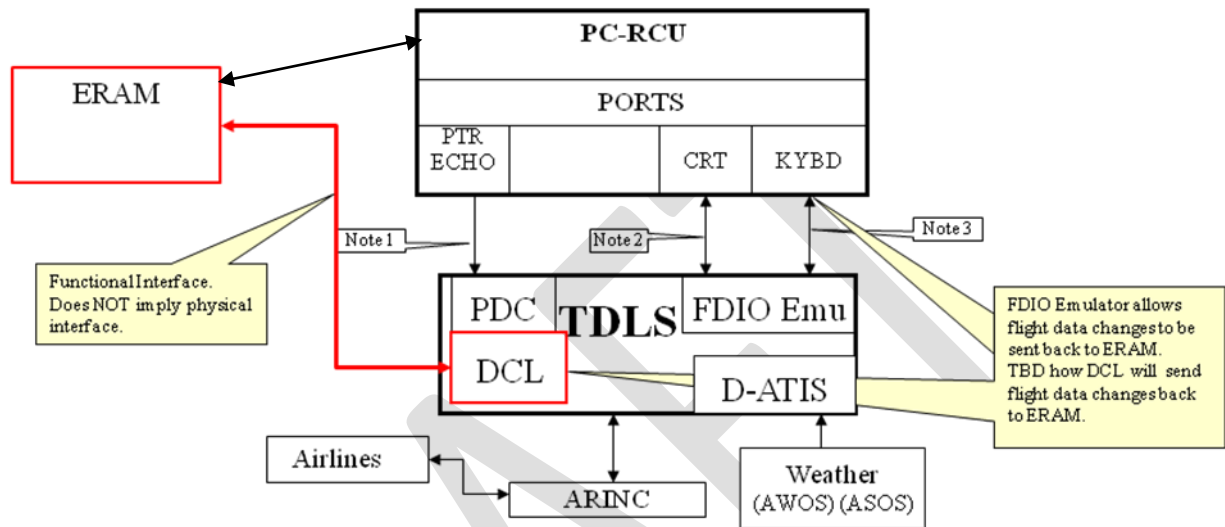 PC-RCU
ERAM
PORTS
PTR
ECHO
CRT
KYBD
Note 1
Note 2
Note 3
Functional Interface.
Does NOT imply physical
interface.
PDC
TDLS
FDIO Emu
DCL
D-ATIS
FDIO Emulator allows
flight data changes to be
sent back to ERAM.
TBD how DCL will send
flight data changes back
to ERAM.
Airlines
ARINC
Weather
(AWOS) (ASOS)